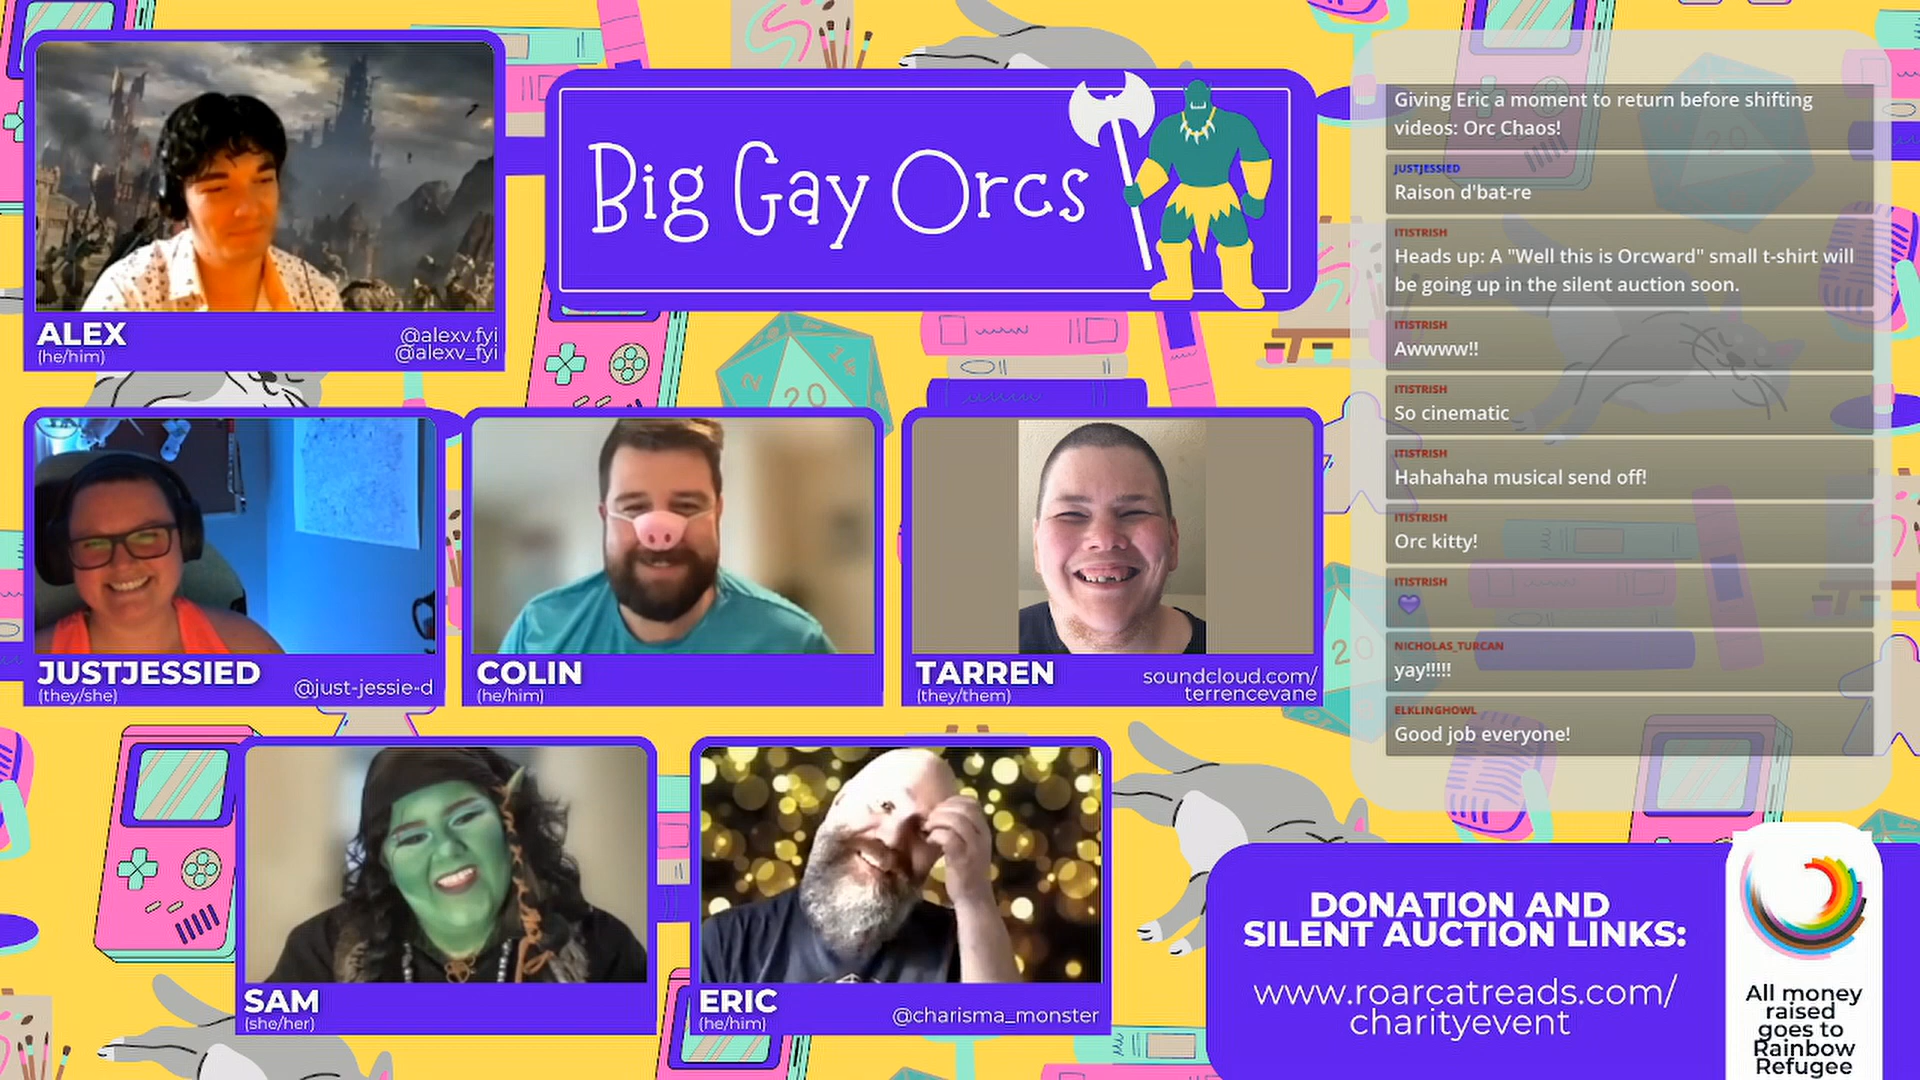 Big Gay Orcs
ALEX
(he/him)
@alexv.fyi
@alexv_fyi
JUSTJESSIED
(they/she)
@just-jessie-d
COLIN
(he/him)
TARREN
(they/them)
soundcloud.com/
terrencevane
SAM
(she/her)
ERIC
(he/him)
@charisma_monster
Giving Eric a moment to return before shifting
videos: Orc Chaos!
JUSTJESSIED
Raison d'bat-re
ITISTRISH
Heads up: A "Well this is Orcward" small t-shirt will
be going up in the silent auction soon.
ITISTRISH
Awwww!!
ITISTRISH
So cinematic
ITISTRISH
Hahahaha musical send off!
ITISTRISH
Orc kitty!
ITISTRISH
💜
NICHOLAS_TURCAN
yay!!!!!
ELKLINGHOWL
Good job everyone!
DONATION AND
SILENT AUCTION LINKS:
www.roarcatreads.com/
charityevent
All money
raised
goes to
Rainbow
Refugee
2
14
20
20
20